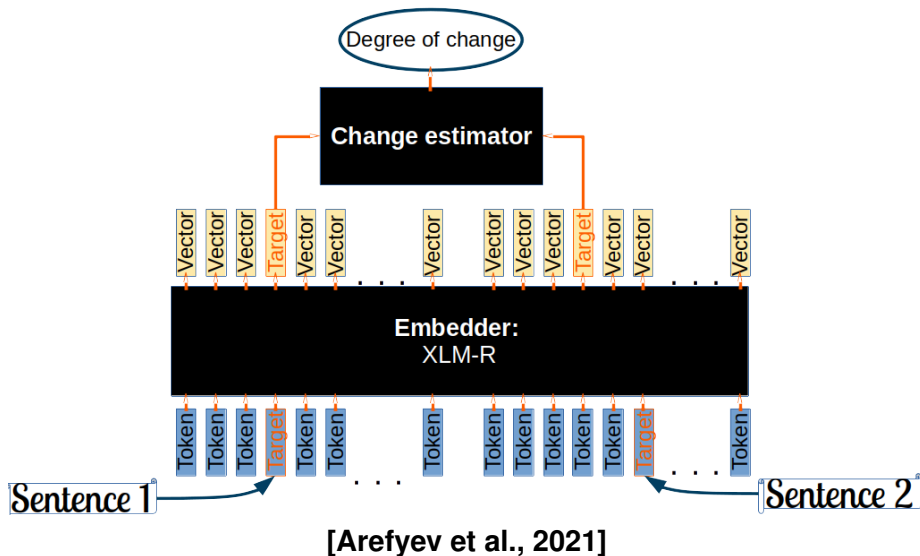 Degree of change
Change estimator
Vector Vector Vector Target Vector Vector . . . Vector Vector Vector Vector Target Vector Vector . . . Vector
Embedder:
XLM-R
Token Token Token Target Token Token . . . Token Token Token Token Token Token Target . . . Token
Sentence 1
Sentence 2
[Arefyev et al., 2021]